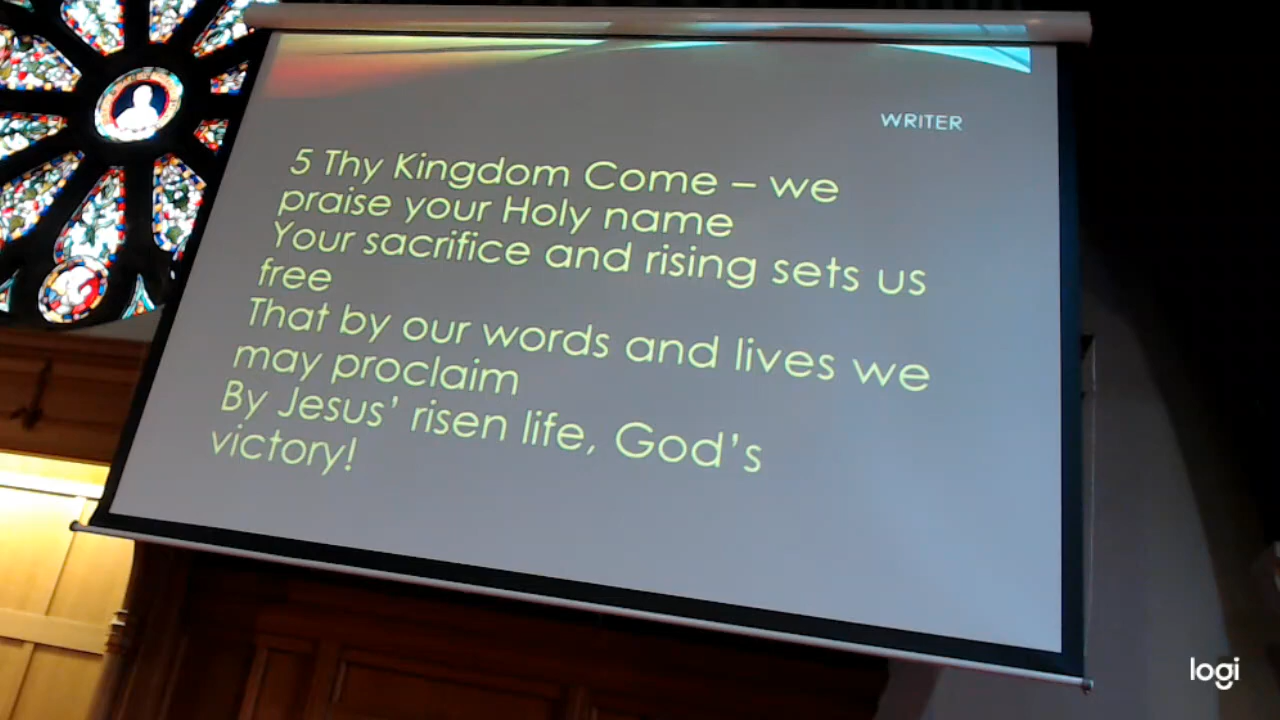 WRITER
5 Thy Kingdom Come – we
praise your Holy name
Your sacrifice and rising sets us
free
That by our words and lives we
may proclaim
By Jesus’ risen life, God’s
victory!
logi